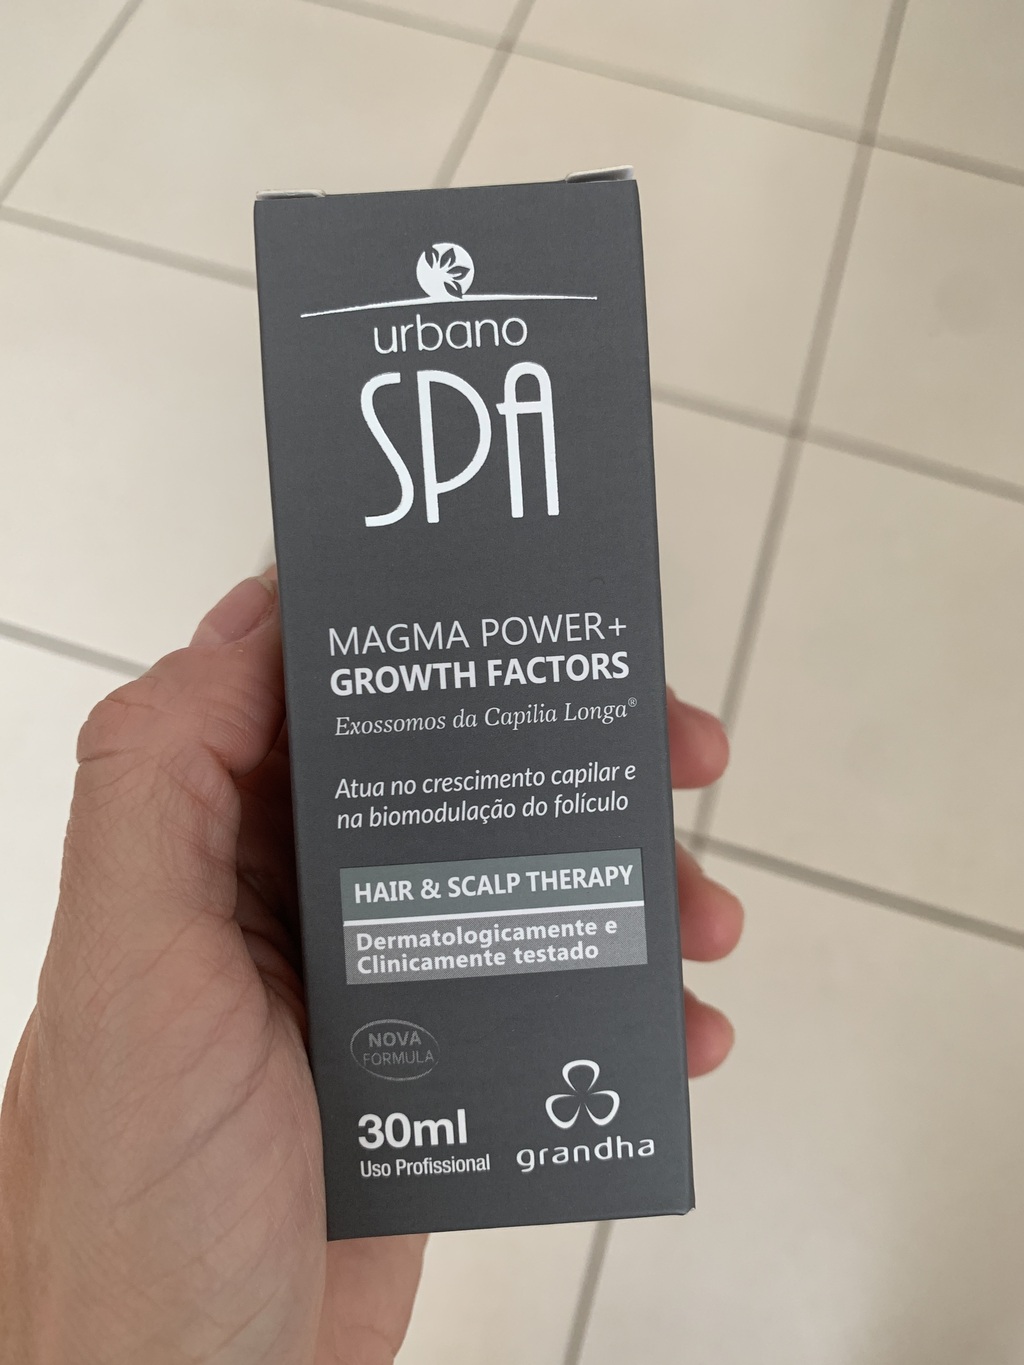 urbano
SPA
MAGMA POWER+
GROWTH FACTORS
Exossomos da Capilia Longa®
Atua no crescimento capilar e
na biomodulação do folículo
HAIR & SCALP THERAPY
Dermatologicamente e
Clinicamente testado
NOVA
FÓRMULA
30ml
Uso Profissional
grandha